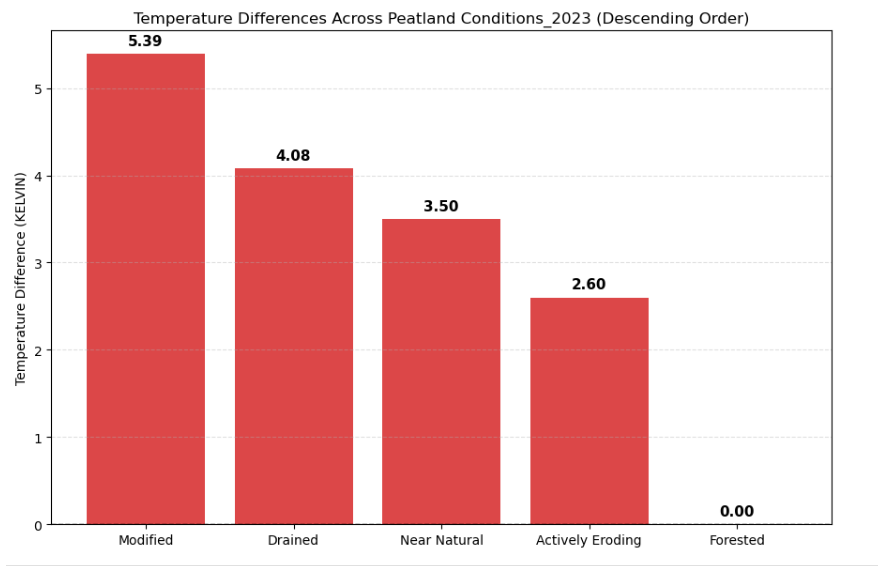 Temperature Differences Across Peatland Conditions_2023 (Descending Order)
Temperature Difference (KELVIN)
5
4
3
2
1
0
5.39
4.08
3.50
2.60
0.00
Modified
Drained
Near Natural
Actively Eroding
Forested